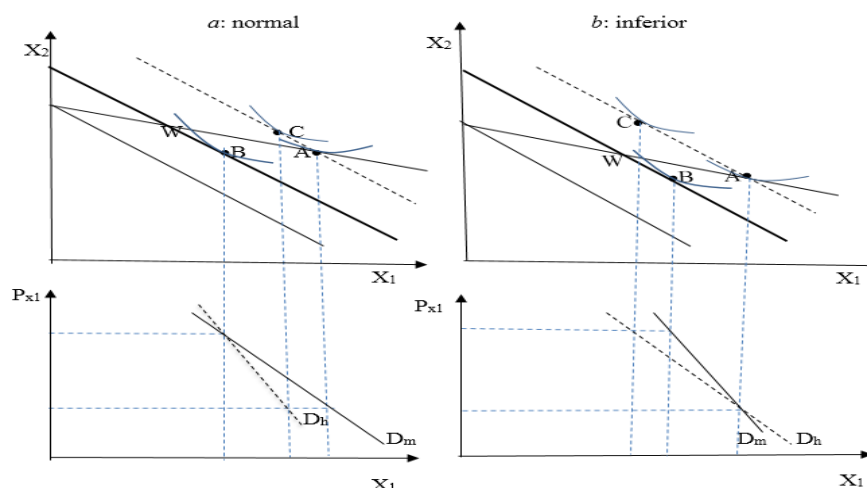 a: normal
b: inferior
X2
X2
W
C
B
A
C
W
B
A
X1
X1
Px1
Px1
Dh
Dm
Dm
Dh
X1
X1